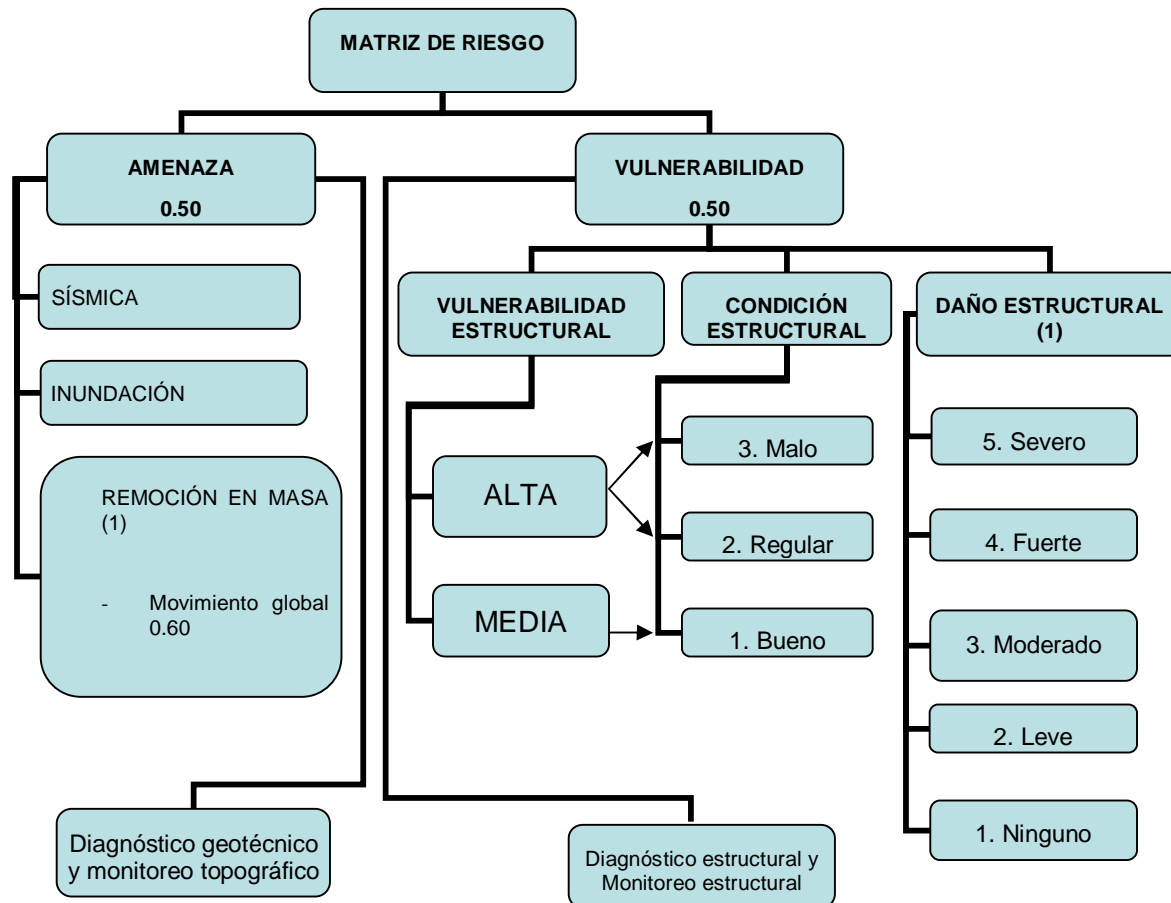 MATRIZ DE RIESGO
AMENAZA
0.50
VULNERABILIDAD
0.50
SÍSMICA
INUNDACIÓN
REMOCIÓN EN MASA
(1)
- Movimiento global
0.60
VULNERABILIDAD
ESTRUCTURAL
CONDICIÓN
ESTRUCTURAL
DAÑO ESTRUCTURAL
(1)
ALTA
MEDIA
3. Malo
2. Regular
1. Bueno
5. Severo
4. Fuerte
3. Moderado
2. Leve
1. Ninguno
Diagnóstico geotécnico
y monitoreo topográfico
Diagnóstico estructural y
Monitoreo estructural